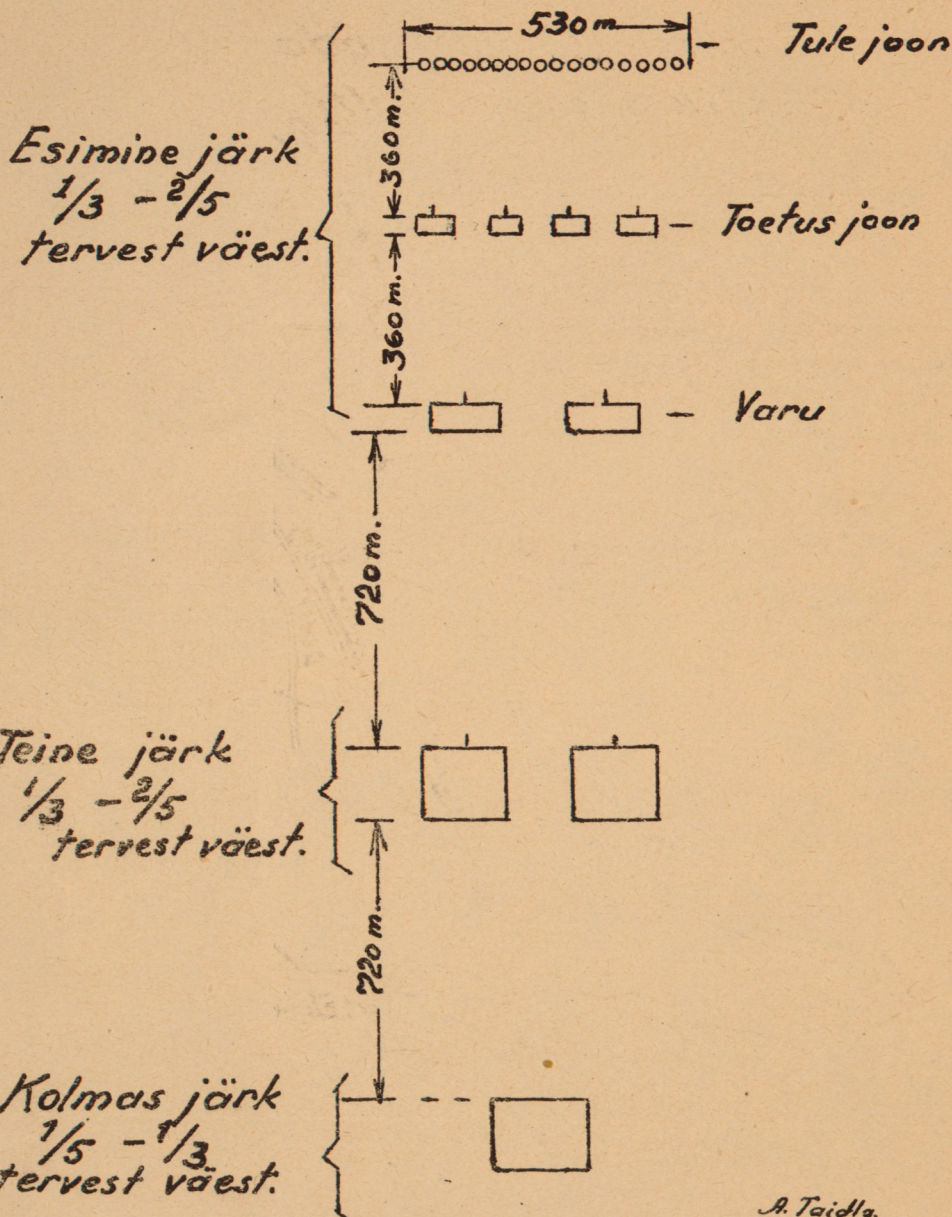 530 m
Tule joon
360 m.
Esimine järk
1/3 - 2/5
tervest väest.
Toetus joon
360 m.
Varu
720 m.
Teine järk
1/3 - 2/5
tervest väest.
720 m.
Kolmas järk
1/5 - 1/3
tervest väest.
A. Taidla.